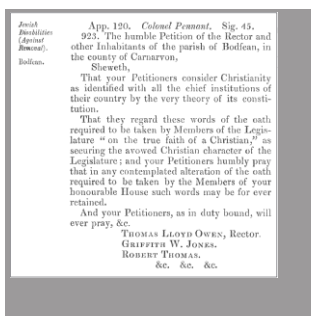 Jewish
Disabilities
(Against
Removal).
Bodfean.
App. 120. Colonel Pennant. Sig. 45.
923. The humble Petition of the Rector and
other Inhabitants of the parish of Bodfean, in
the county of Carnarvon,
Sheweth,
That your Petitioners consider Christianity
as identified with all the chief institutions of
their country by the very theory of its consti-
tution.
That they regard these words of the oath
required to be taken by Members of the Legis-
lature "on the true faith of a Christian," as
securing the avowed Christian character of the
Legislature; and your Petitioners humbly pray
that in any contemplated alteration of the oath
required to be taken by the Members of your
honourable House such words may be for ever
retained.
And your Petitioners, as in duty bound, will
ever pray, &c.
Thomas Lloyd Owen, Rector.
Griffith W. Jones.
Robert Thomas.
&c. &c. &c.